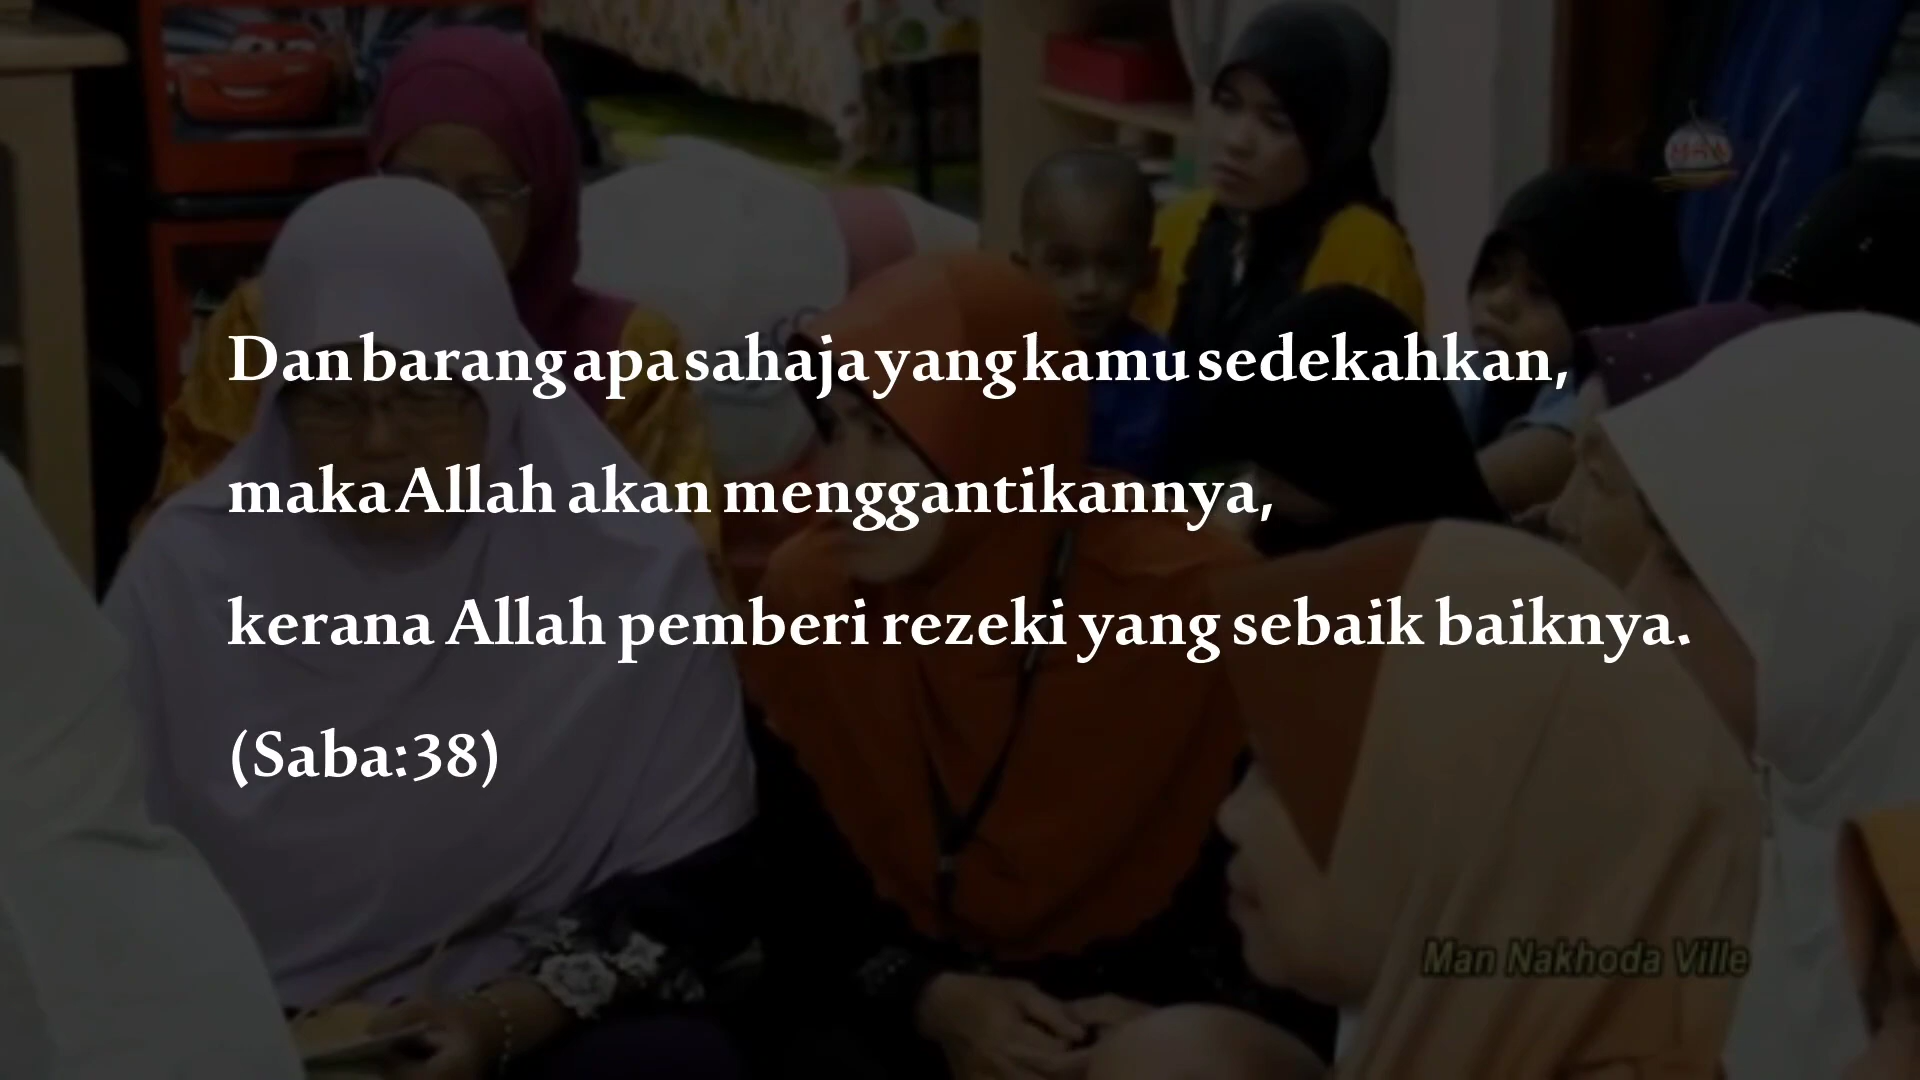 Dan barang apa sahaja yang kamu sedekahkan,
maka Allah akan menggantikannya,
kerana Allah pemberi rezeki yang sebaik baiknya.
(Saba:38)
MAN
Man Nakhoda Ville